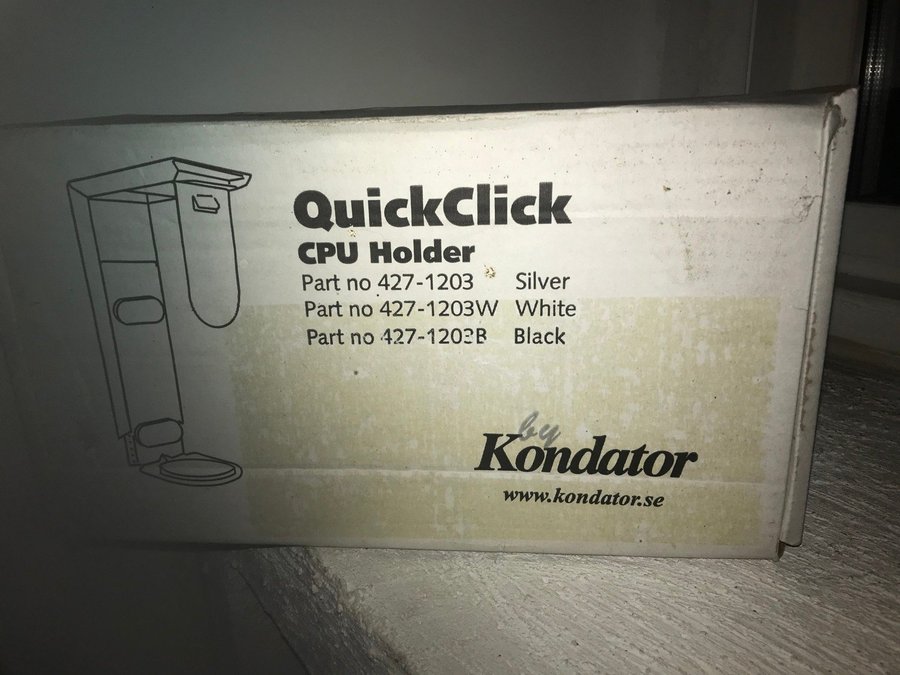 QuickClick
CPU Holder
Part no 427-1203 Silver
Part no 427-1203W White
Part no 427-1203B Black
by
Kondator
www.kondator.se